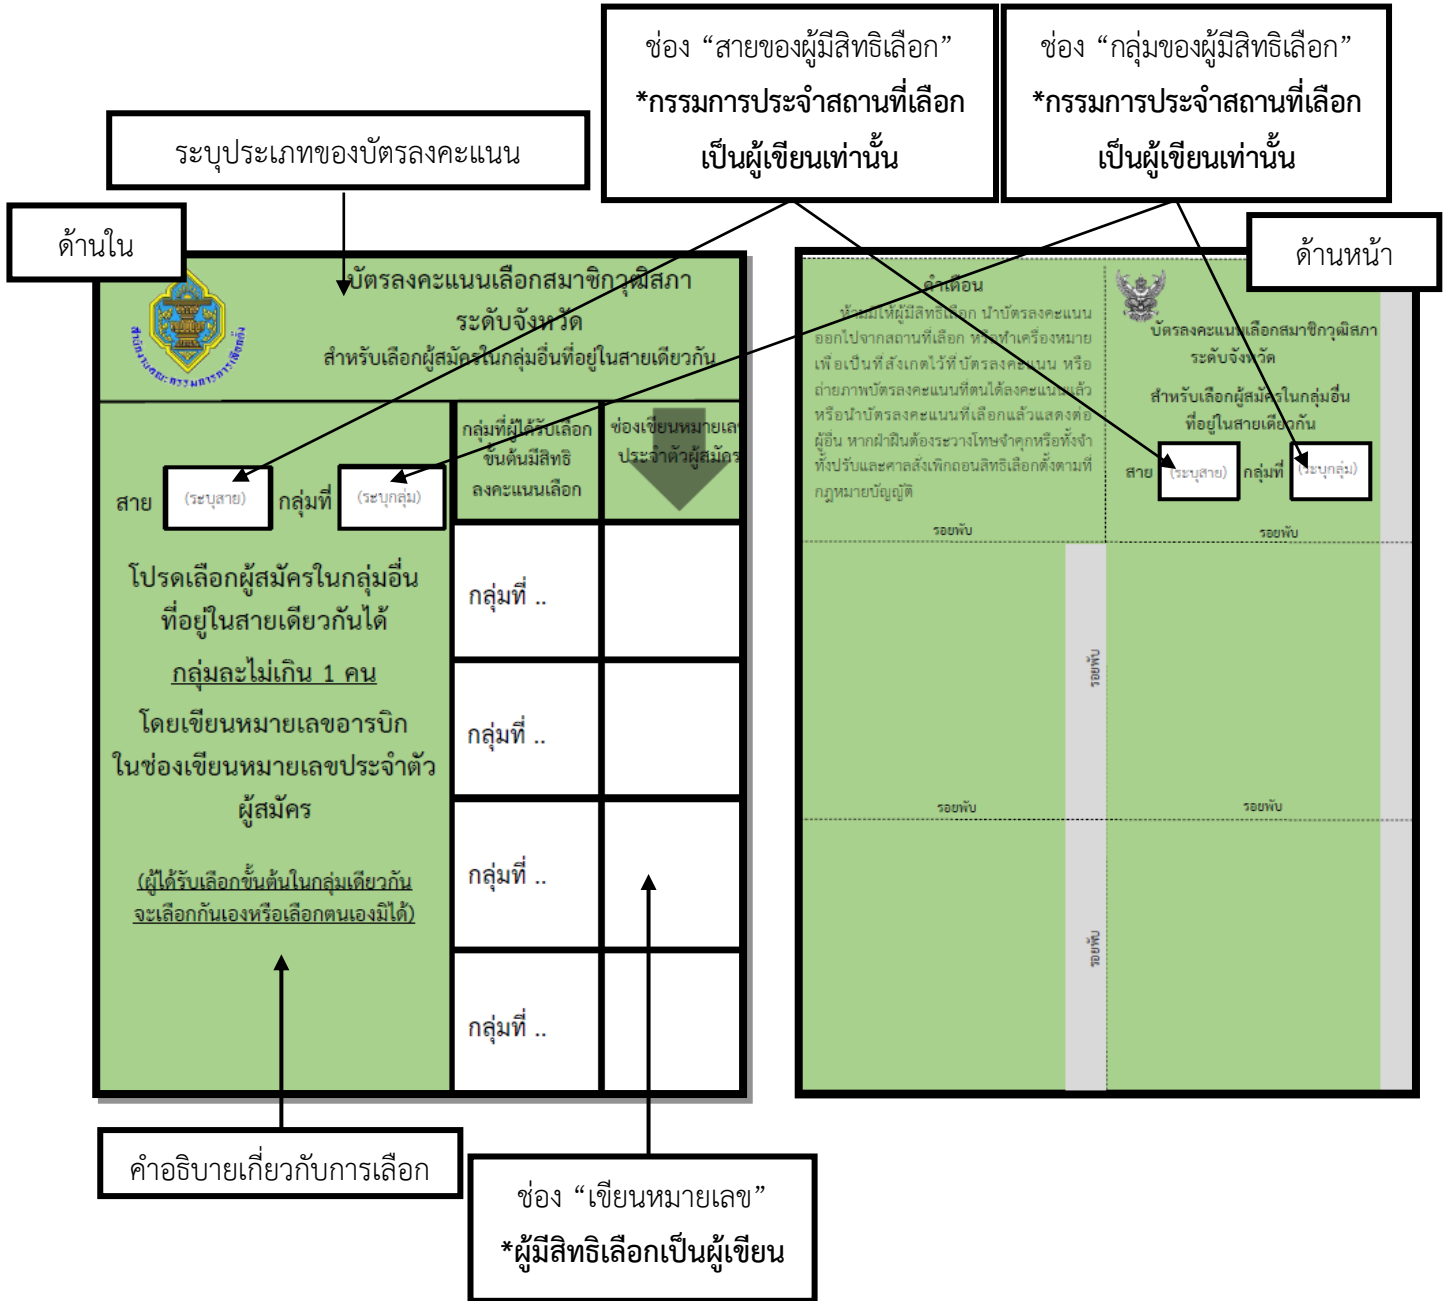 ช่อง “สายของผู้มีสิทธิเลือก”
*กรรมการประจำสถานที่เลือก
เป็นผู้เขียนเท่านั้น
ช่อง “กลุ่มของผู้มีสิทธิเลือก”
*กรรมการประจำสถานที่เลือก
เป็นผู้เขียนเท่านั้น
ระบุประเภทของบัตรลงคะแนน
ด้านใน
สำนักงานคณะกรรมการการเลือกตั้ง
บัตรลงคะแนนเลือกสมาชิกวุฒิสภา
ระดับจังหวัด
สำหรับเลือกผู้สมัครในกลุ่มอื่นที่อยู่ในสายเดียวกัน
สาย (ระบุสาย) กลุ่มที่ (ระบุกลุ่ม)
โปรดเลือกผู้สมัครในกลุ่มอื่น
ที่อยู่ในสายเดียวกันได้
กลุ่มละไม่เกิน 1 คน
โดยเขียนหมายเลขอารบิก
ในช่องเขียนหมายเลขประจำตัว
ผู้สมัคร
(ผู้ได้รับเลือกขั้นต้นในกลุ่มเดียวกัน
จะเลือกกันเองหรือเลือกตนเองมิได้)
กลุ่มที่ผู้ได้รับเลือก
ขั้นต้นมีสิทธิ
ลงคะแนนเลือก
ช่องเขียนหมายเลข
ประจำตัวผู้สมัคร
กลุ่มที่ ..
กลุ่มที่ ..
กลุ่มที่ ..
กลุ่มที่ ..
ด้านหน้า
คำเตือน
ห้ามมิให้ผู้มีสิทธิเลือก นำบัตรลงคะแนน
ออกไปจากสถานที่เลือก หรือทำเครื่องหมาย
เพื่อเป็นที่สังเกตไว้ที่บัตรลงคะแนน หรือ
ถ่ายภาพบัตรลงคะแนนที่ตนได้ลงคะแนนแล้ว
หรือนำบัตรลงคะแนนที่เลือกแล้วแสดงต่อ
ผู้อื่น หากฝ่าฝืนต้องระวางโทษจำคุกหรือทั้งจำ
ทั้งปรับและศาลสั่งเพิกถอนสิทธิเลือกตั้งตามที่
กฎหมายบัญญัติ
รอยพับ
บัตรลงคะแนนเลือกสมาชิกวุฒิสภา
ระดับจังหวัด
สำหรับเลือกผู้สมัครในกลุ่มอื่น
ที่อยู่ในสายเดียวกัน
สาย (ระบุสาย) กลุ่มที่ (ระบุกลุ่ม)
รอยพับ
รอยพับ
รอยพับ
รอยพับ
รอยพับ
คำอธิบายเกี่ยวกับการเลือก
ช่อง “เขียนหมายเลข”
*ผู้มีสิทธิเลือกเป็นผู้เขียน